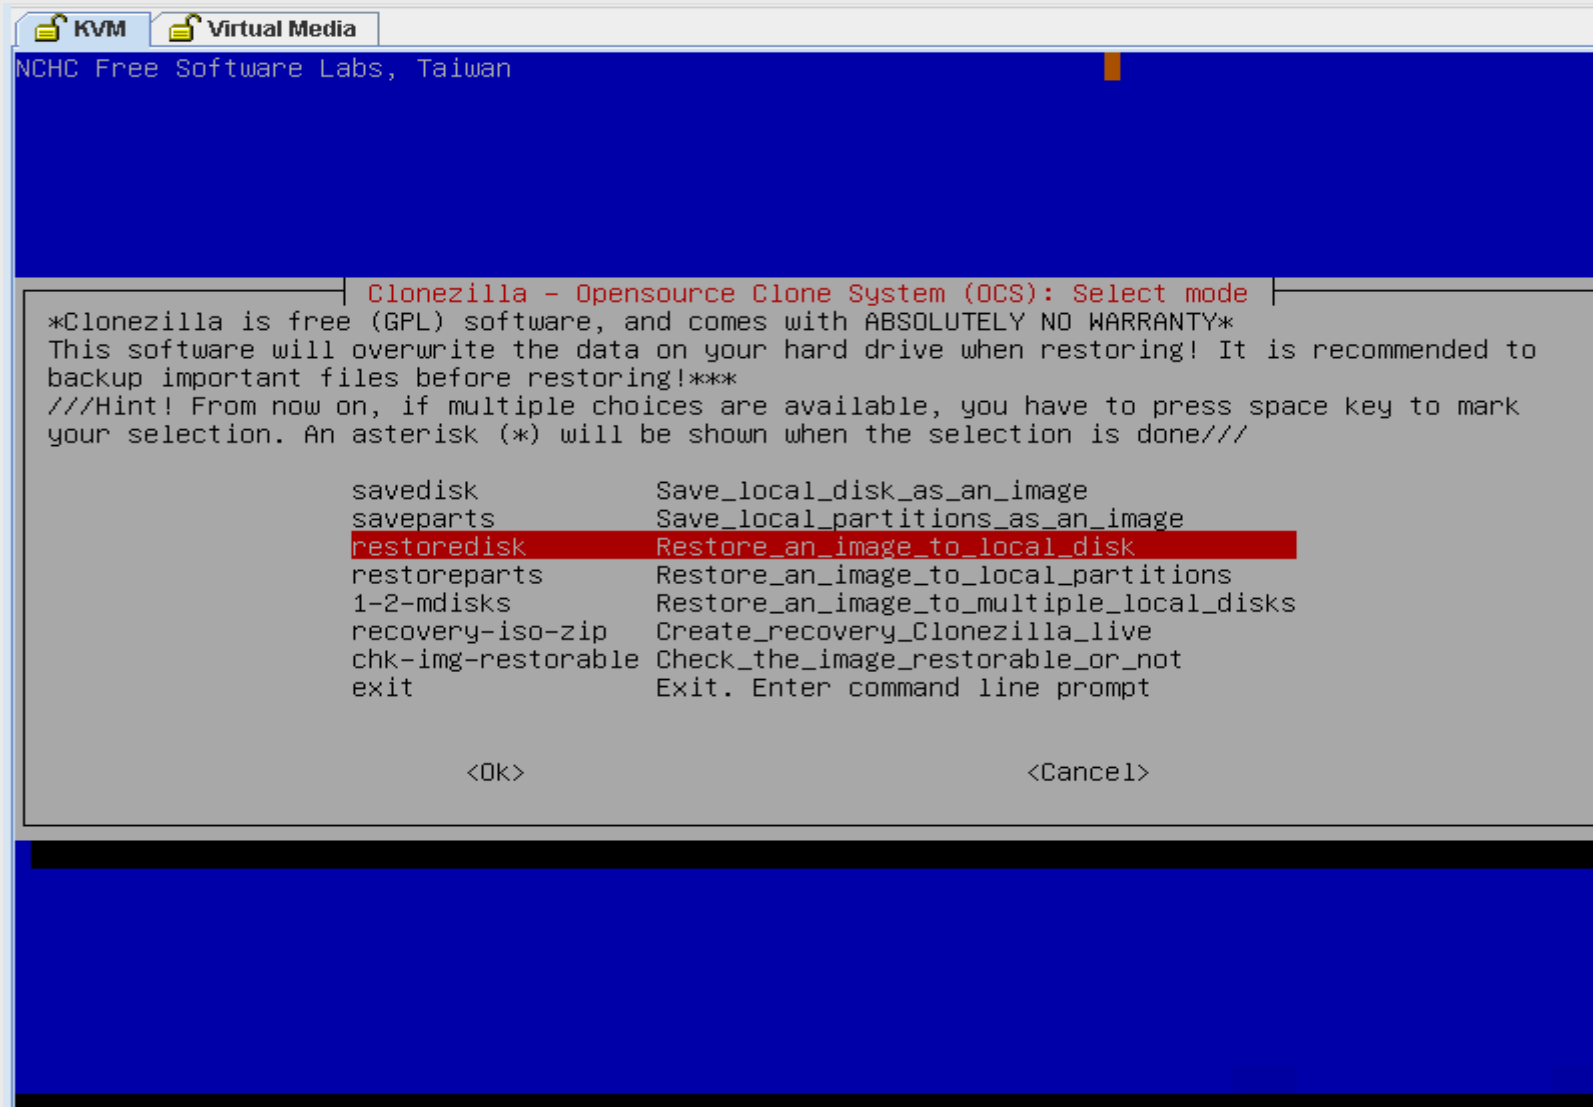 KVM
Virtual Media
NCHC Free Software Labs, Taiwan
Clonezilla - Opensource Clone System (OCS): Select mode
*Clonezilla is free (GPL) software, and comes with ABSOLUTELY NO WARRANTY*
This software will overwrite the data on your hard drive when restoring! It is recommended to
backup important files before restoring!***
///Hint! From now on, if multiple choices are available, you have to press space key to mark
your selection. An asterisk (*) will be shown when the selection is done///
savedisk Save_local_disk_as_an_image
saveparts Save_local_partitions_as_an_image
restoredisk Restore_an_image_to_local_disk
restoreparts Restore_an_image_to_local_partitions
1-2-mdisks Restore_an_image_to_multiple_local_disks
recovery-iso-zip Create_recovery_Clonezilla_live
chk-img-restorable Check_the_image_restorable_or_not
exit Exit. Enter command line prompt
<Ok> <Cancel>